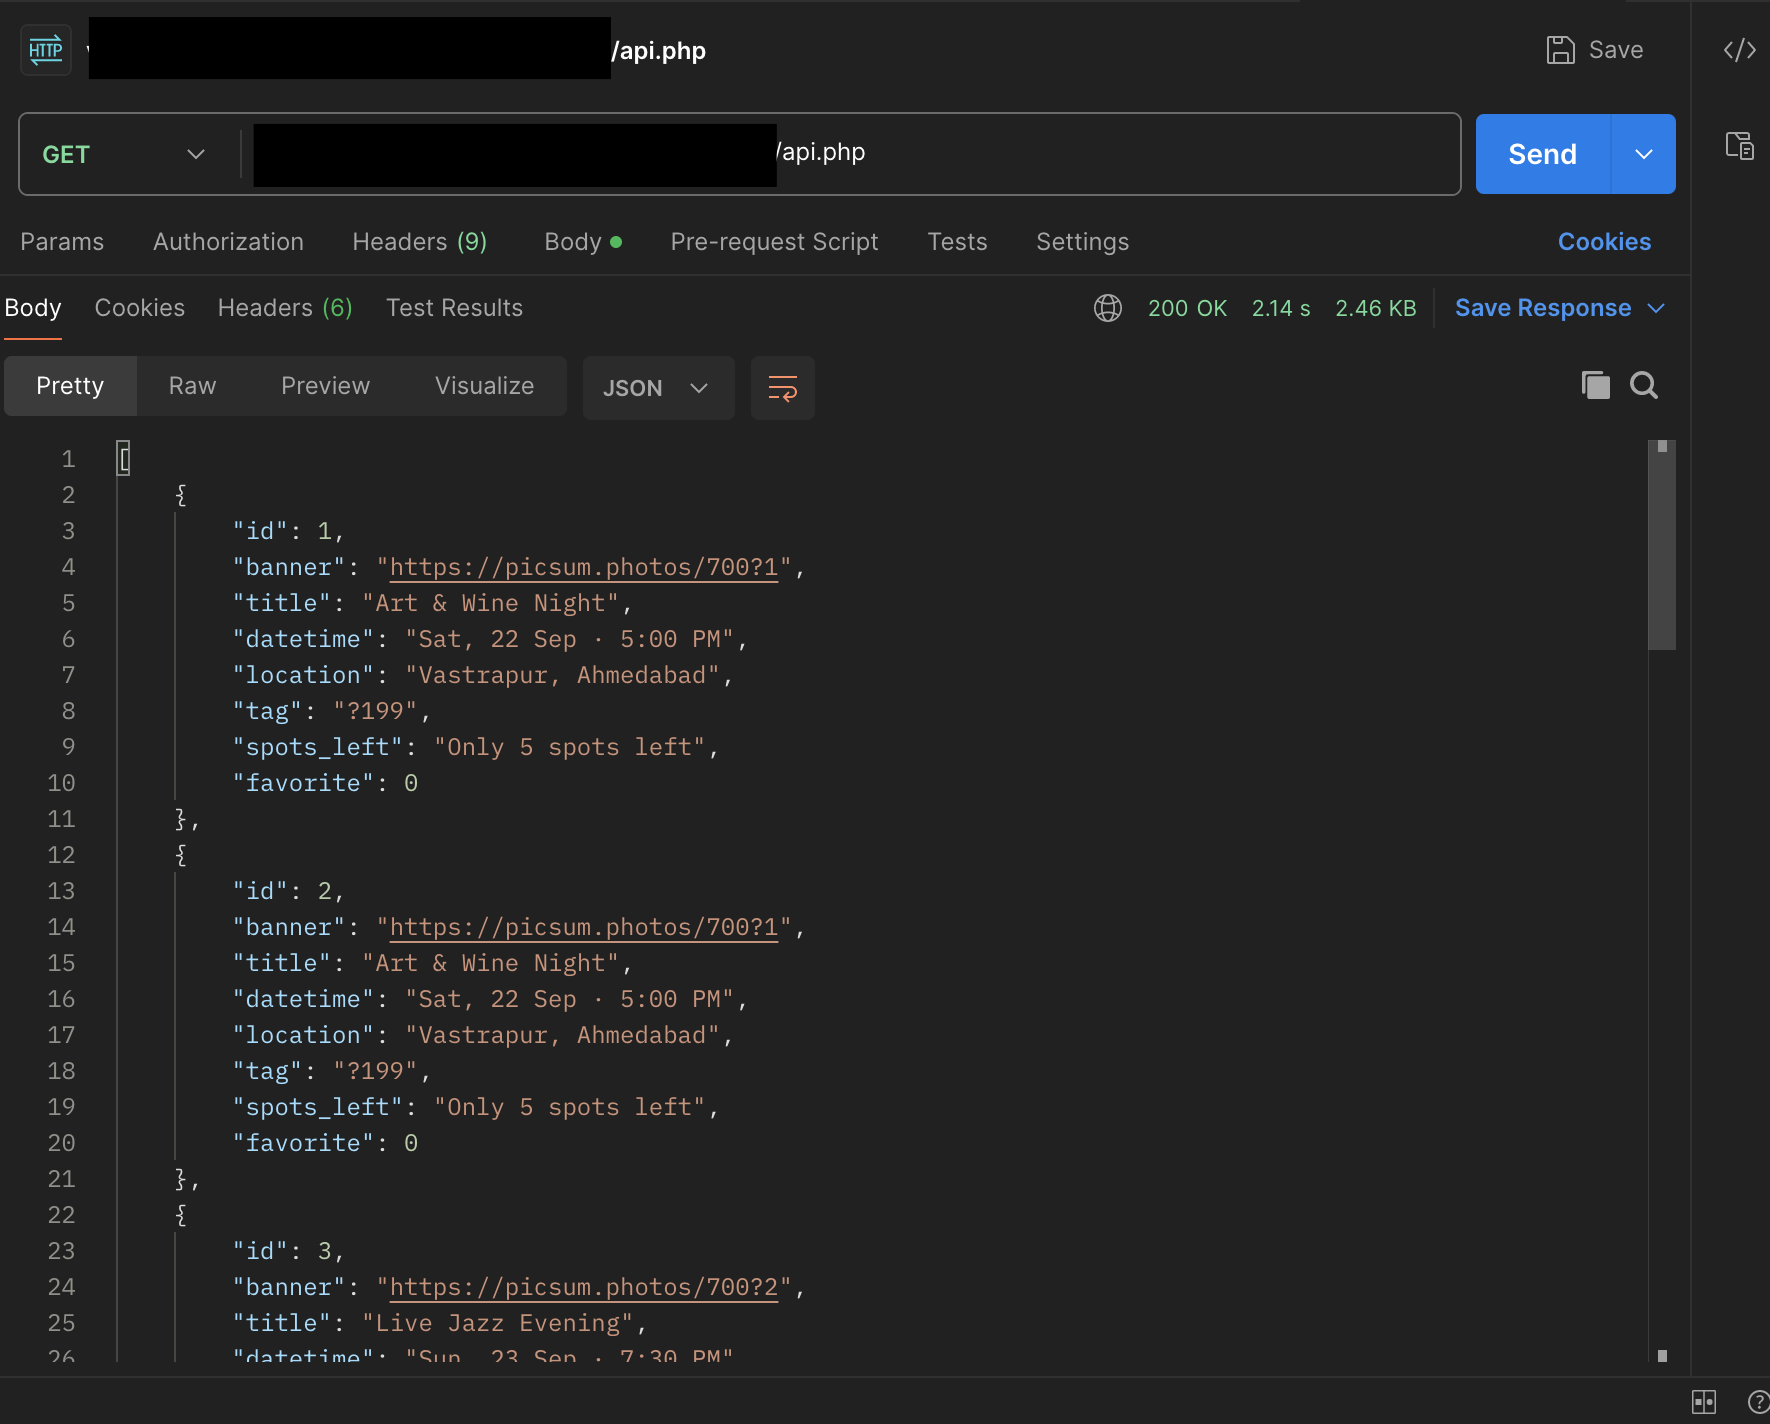 HTTP /api.php Save
GET /api.php Send
Params Authorization Headers (9) Body Pre-request Script Tests Settings Cookies
Body Cookies Headers (6) Test Results 200 OK 2.14 s 2.46 KB Save Response
Pretty Raw Preview Visualize JSON
1 [
2 {
3 "id": 1,
4 "banner": "https://picsum.photos/700?1",
5 "title": "Art & Wine Night",
6 "datetime": "Sat, 22 Sep · 5:00 PM",
7 "location": "Vastrapur, Ahmedabad",
8 "tag": "?199",
9 "spots_left": "Only 5 spots left",
10 "favorite": 0
11 },
12 {
13 "id": 2,
14 "banner": "https://picsum.photos/700?1",
15 "title": "Art & Wine Night",
16 "datetime": "Sat, 22 Sep · 5:00 PM",
17 "location": "Vastrapur, Ahmedabad",
18 "tag": "?199",
19 "spots_left": "Only 5 spots left",
20 "favorite": 0
21 },
22 {
23 "id": 3,
24 "banner": "https://picsum.photos/700?2",
25 "title": "Live Jazz Evening",
26 "datetime": "Sun, 23 Sep · 7:30 PM"